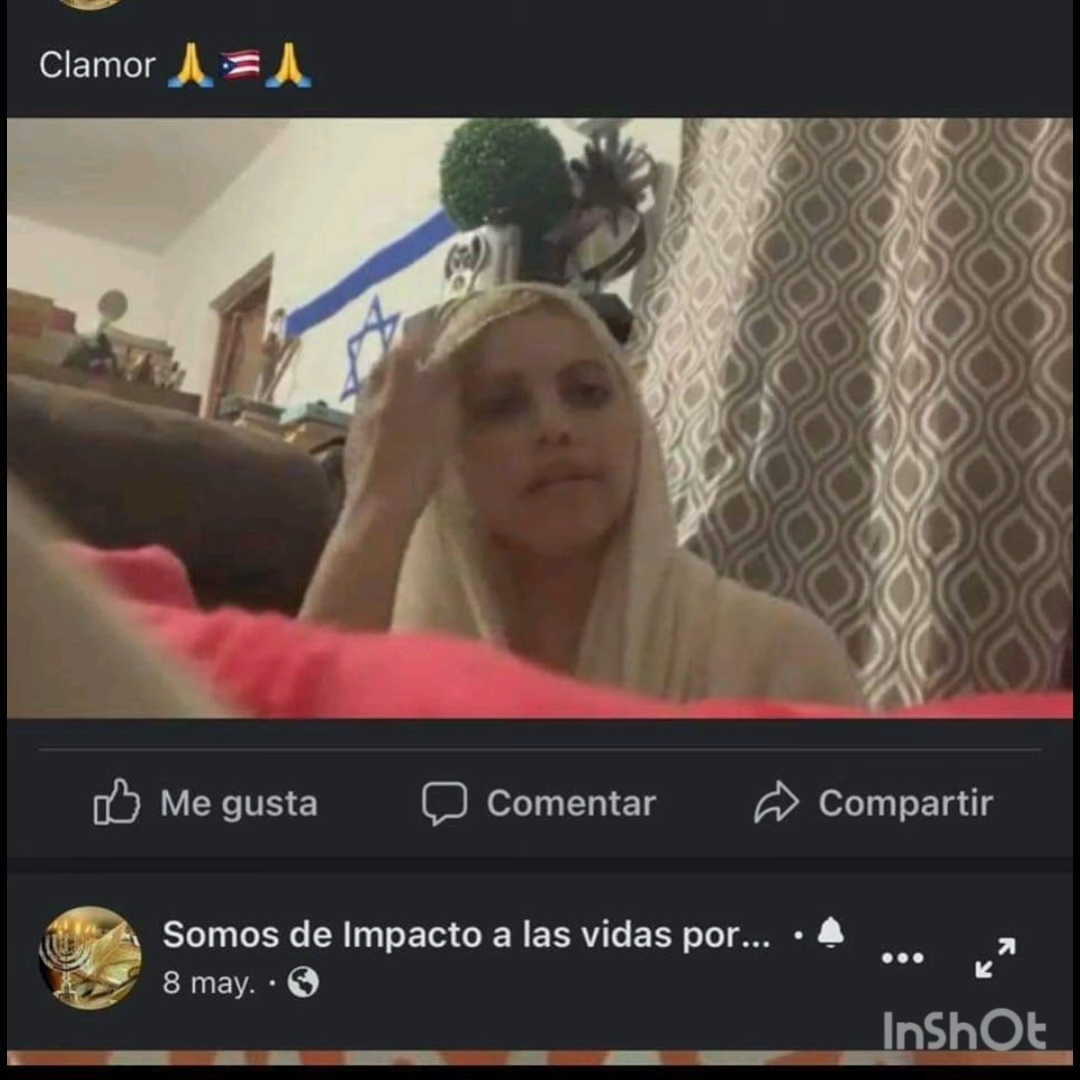 Clamor 🙏🇵🇷🙏
Me gusta
Comentar
Compartir
Somos de Impacto a las vidas por... ·
8 may. ·
InShOt